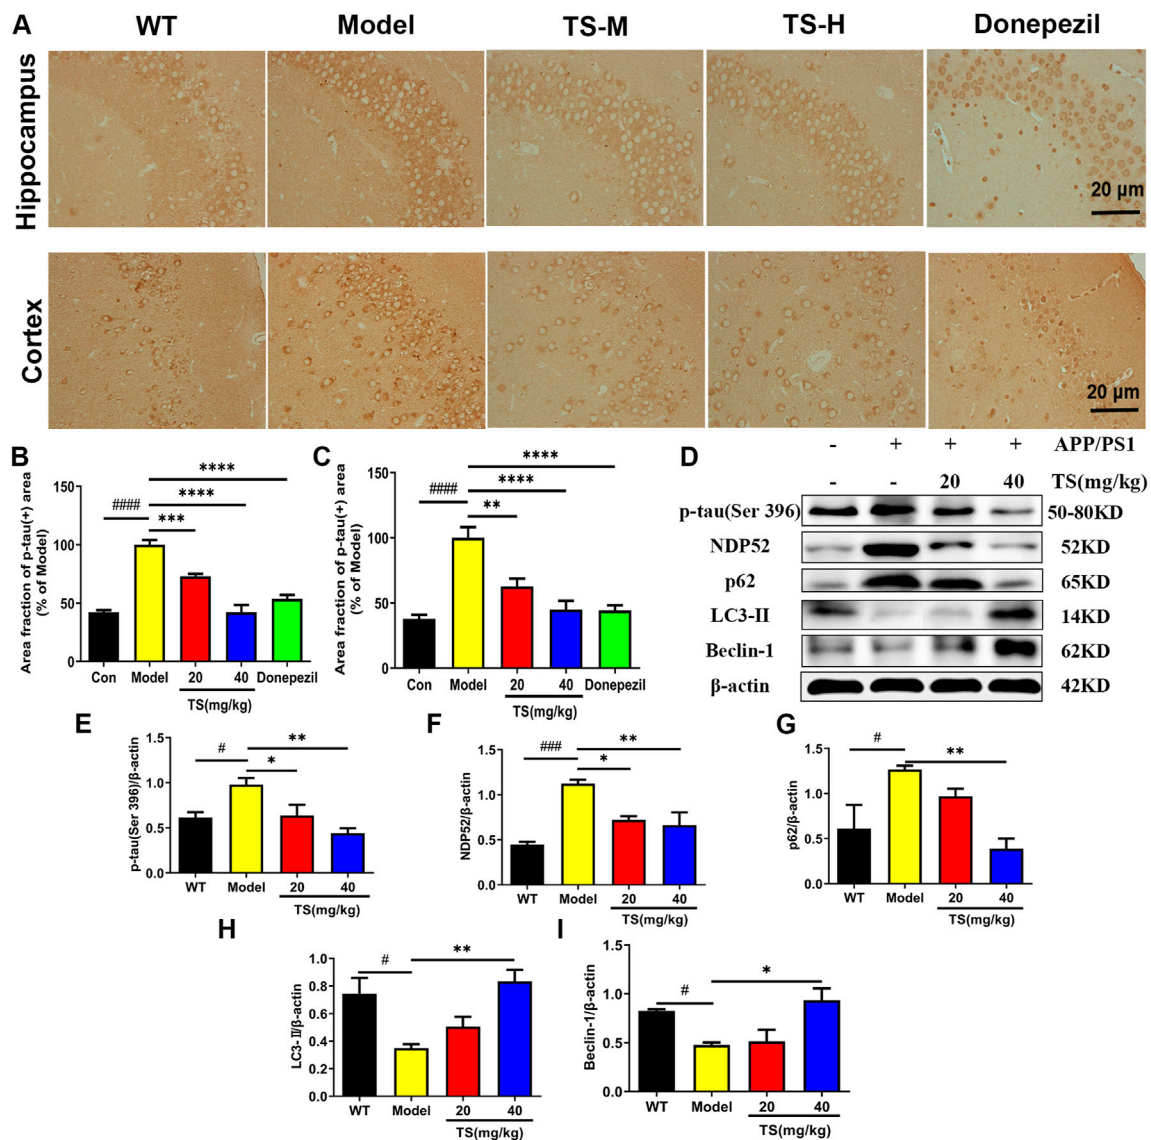 A
WT
Model
TS-M
TS-H
Donepezil
Hippocampus
20 µm
Cortex
20 µm
B
Area fraction of p-tau(+) area
(% of Model)
150
100
50
0
####
***
****
****
Con
Model
20
40
Donepezil
TS(mg/kg)
C
Area fraction of p-tau(+) area
(% of Model)
150
100
50
0
####
**
****
****
Con
Model
20
40
Donepezil
TS(mg/kg)
D
- + + + APP/PS1
- - 20 40 TS(mg/kg)
p-tau(Ser 396) 50-80KD
NDP52 52KD
p62 65KD
LC3-II 14KD
Beclin-1 62KD
β-actin 42KD
E
p-tau(Ser 396)/β-actin
1.5
1.0
0.5
0.0
#
*
**
WT
Model
20
40
TS(mg/kg)
F
NDP52/β-actin
1.5
1.0
0.5
0.0
###
*
**
WT
Model
20
40
TS(mg/kg)
G
p62/β-actin
1.5
1.0
0.5
0.0
#
**
WT
Model
20
40
TS(mg/kg)
H
LC3-II/β-actin
1.0
0.8
0.6
0.4
0.2
0.0
#
**
WT
Model
20
40
TS(mg/kg)
I
Beclin-1/β-actin
1.5
1.0
0.5
0.0
#
*
WT
Model
20
40
TS(mg/kg)